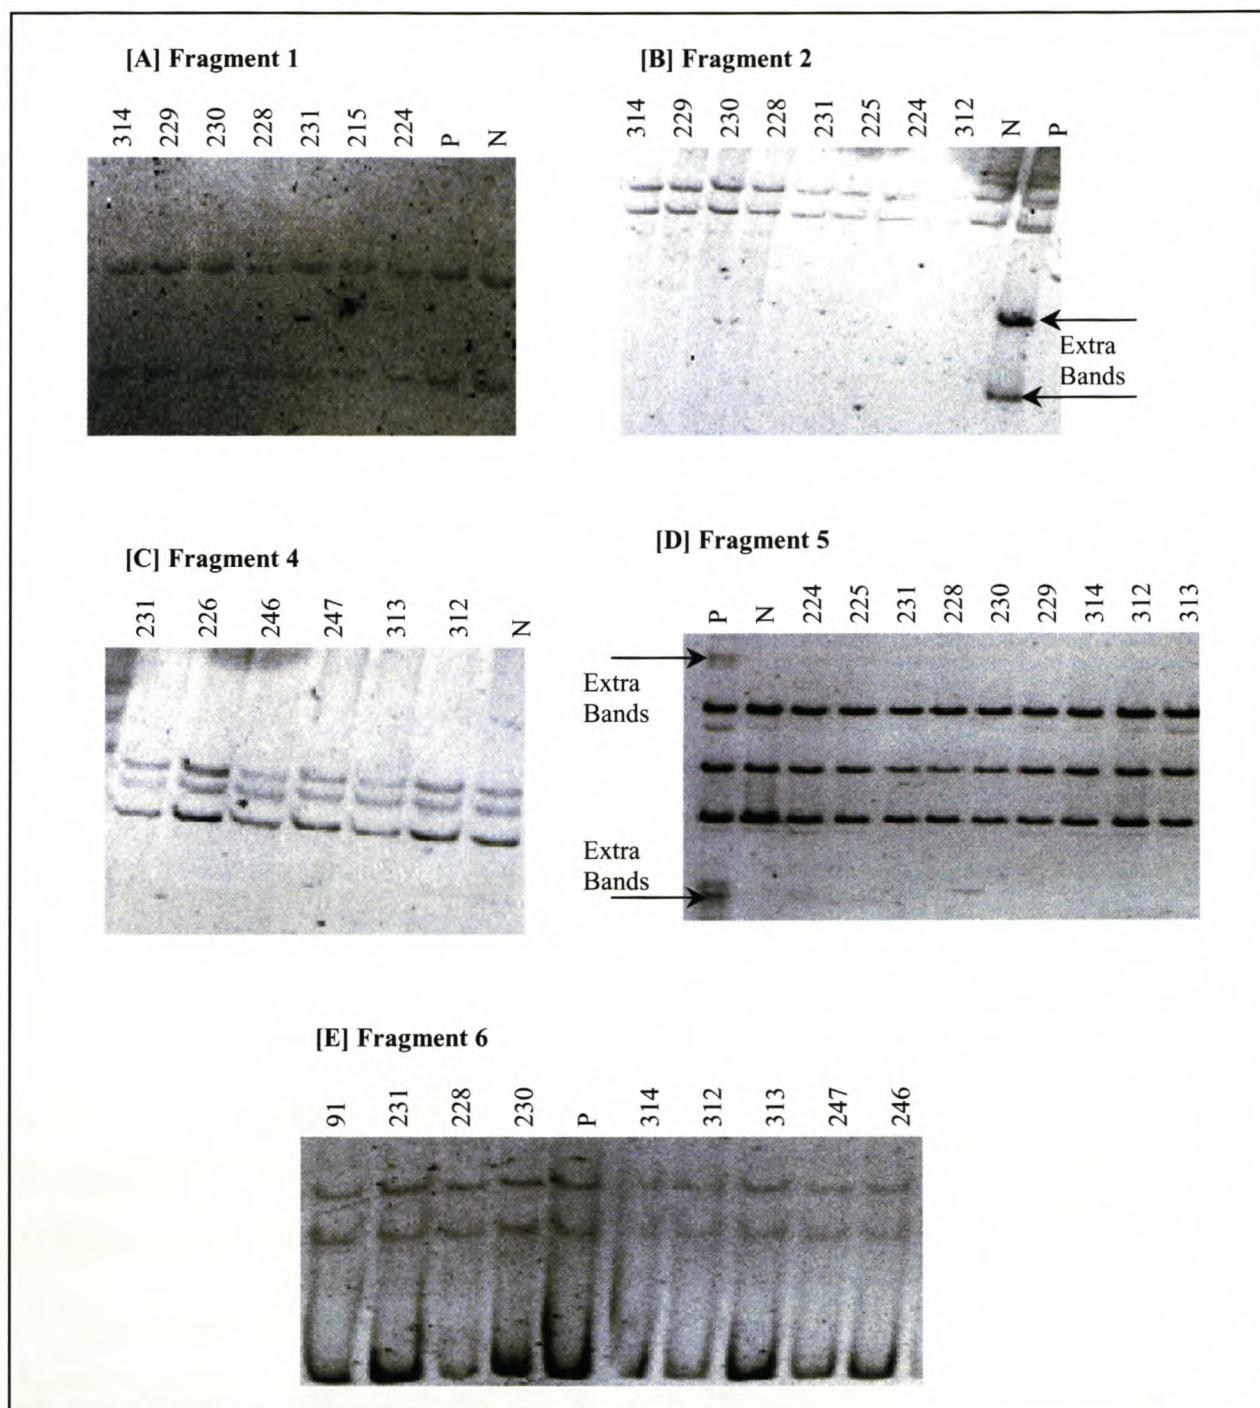 [A] Fragment 1
314 229 230 228 231 215 224 P N
[B] Fragment 2
314 229 230 228 231 225 224 312 N P
Extra
Bands
[C] Fragment 4
231 226 246 247 313 312 N
[D] Fragment 5
P N 224 225 231 228 230 229 314 312 313
Extra
Bands
Extra
Bands
[E] Fragment 6
91 231 228 230 P 314 312 313 247 246